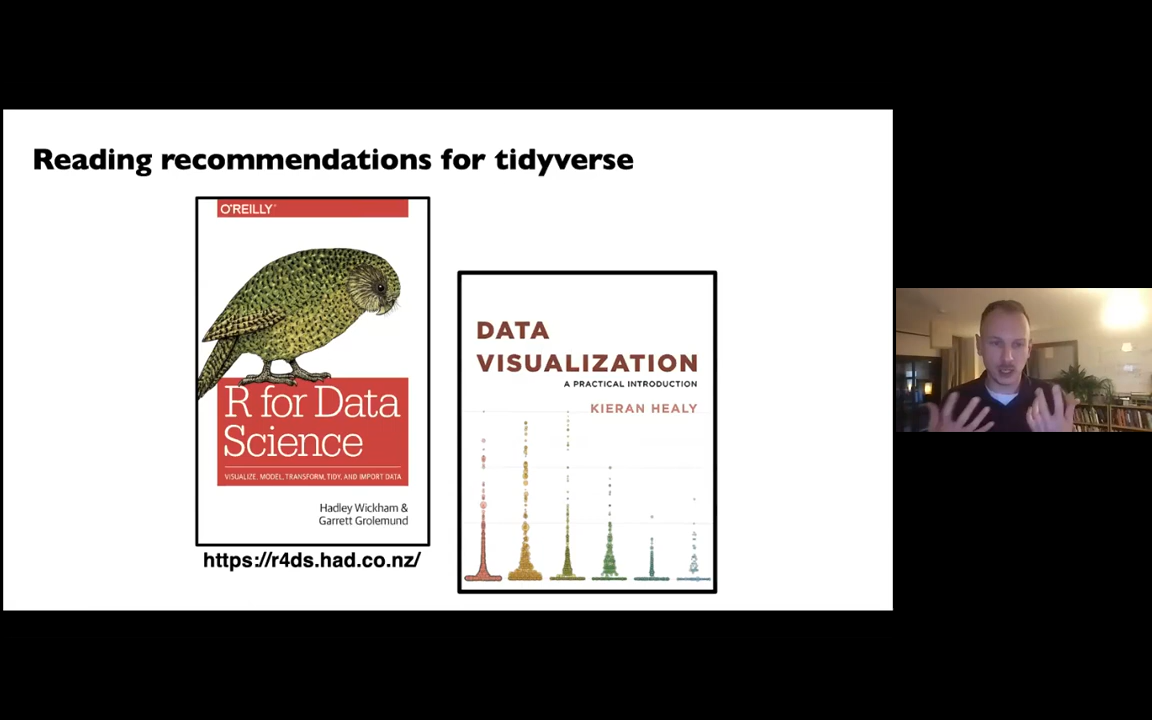 Reading recommendations for tidyverse
O'REILLY™
R for Data
Science
VISUALIZE, MODEL, TRANSFORM, TIDY, AND IMPORT DATA
Hadley Wickham &
Garrett Grolemund
https://r4ds.had.co.nz/
DATA
VISUALIZATION
A PRACTICAL INTRODUCTION
KIERAN HEALY